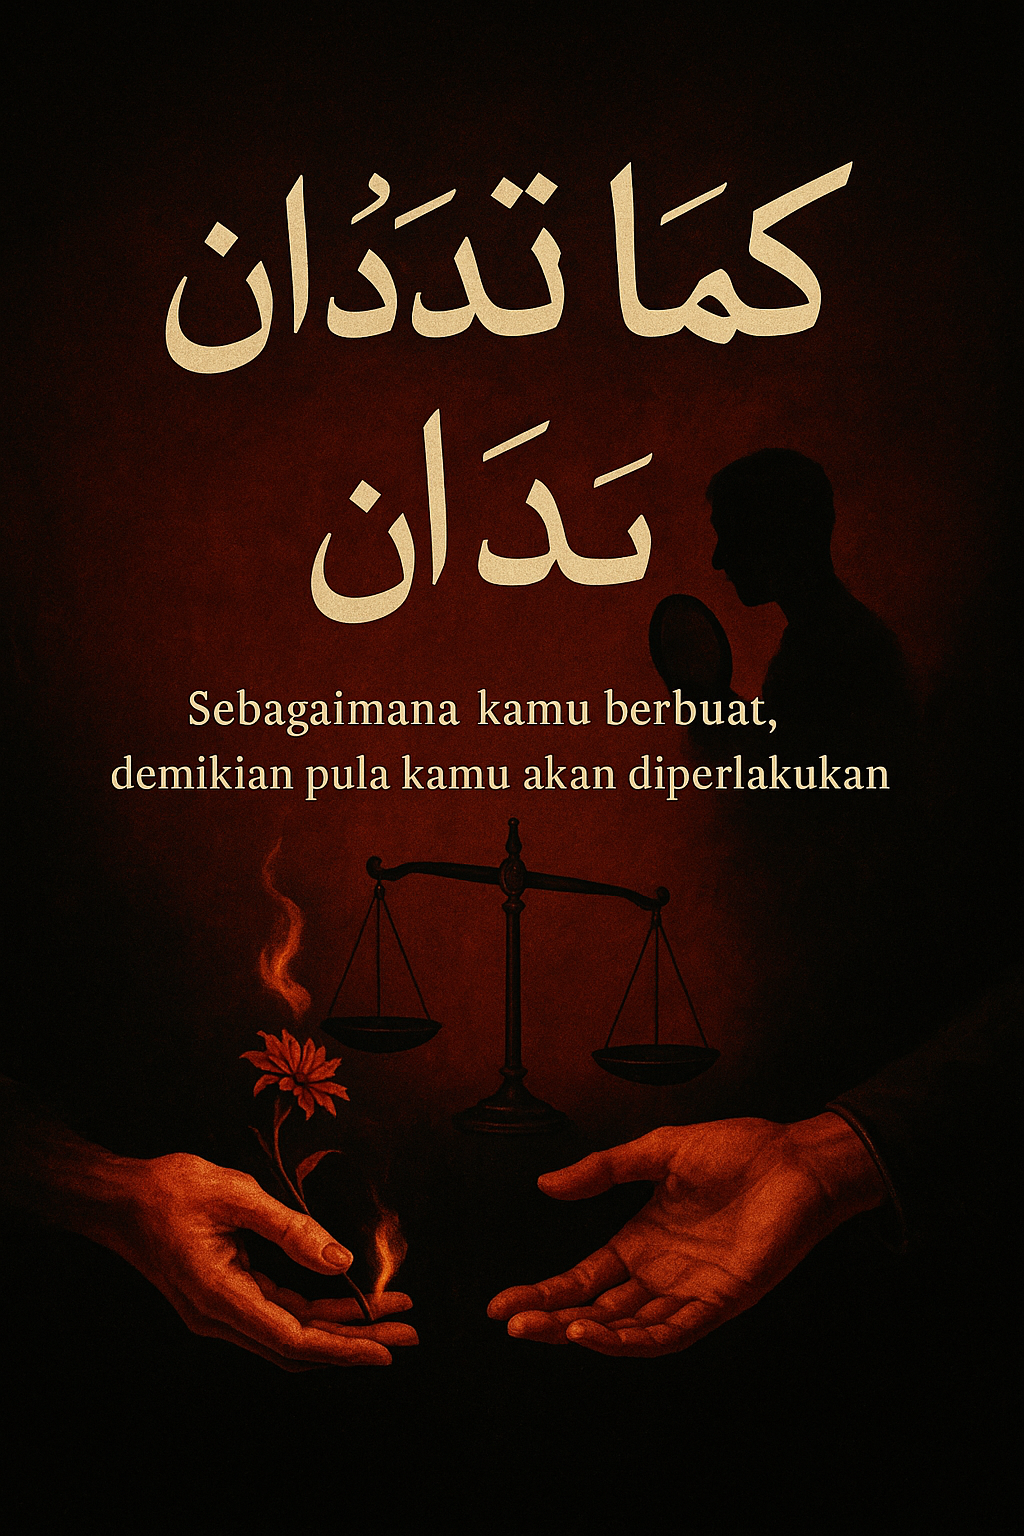 كمَا تدَدُان
ىَدَان
Sebagaimana kamu berbuat,
demikian pula kamu akan diperlakukan